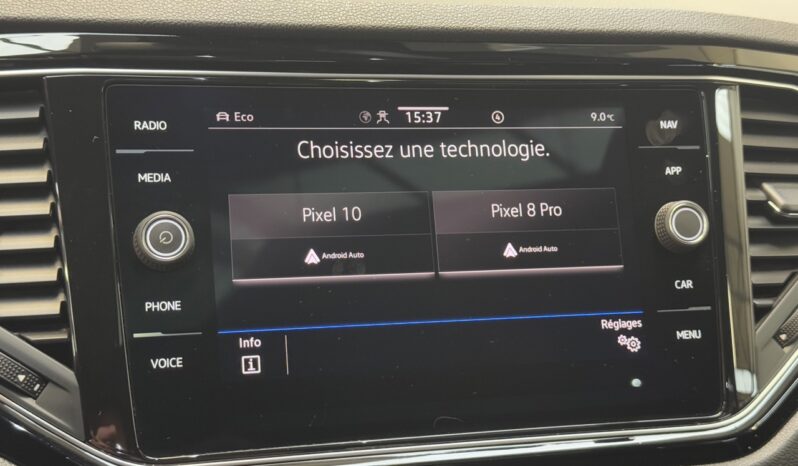 RADIO
Eco
15:37
4
9.0°C
NAV
Choisissez une technologie.
MEDIA
APP
Pixel 10
Pixel 8 Pro
Android Auto
Android Auto
PHONE
CAR
Info
Réglages
VOICE
MENU